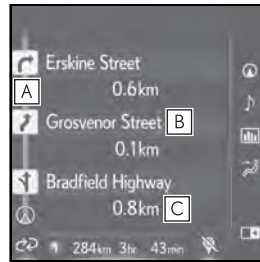 Erskine Street
A
0.6km
Grosvenor Street B
0.1km
Bradfield Highway
0.8km C
284km 3hr 43min